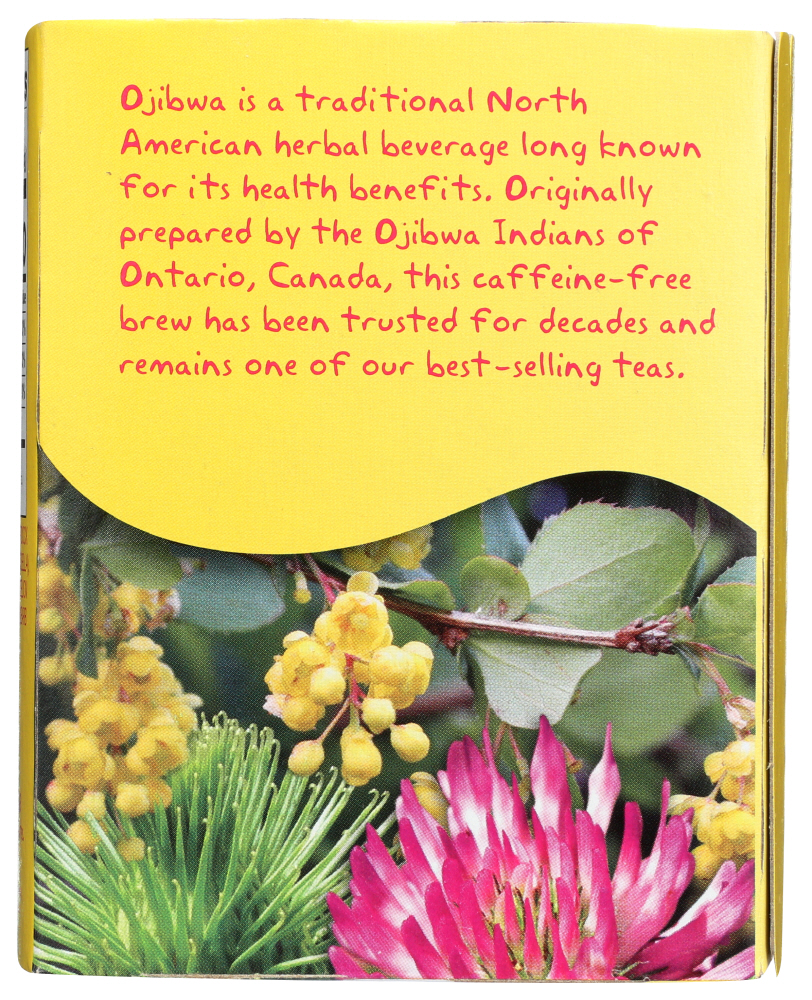 Ojibwa is a traditional North
American herbal beverage long known
for its health benefits. Originally
prepared by the Ojibwa Indians of
Ontario, Canada, this caffeine-free
brew has been trusted for decades and
remains one of our best-selling teas.